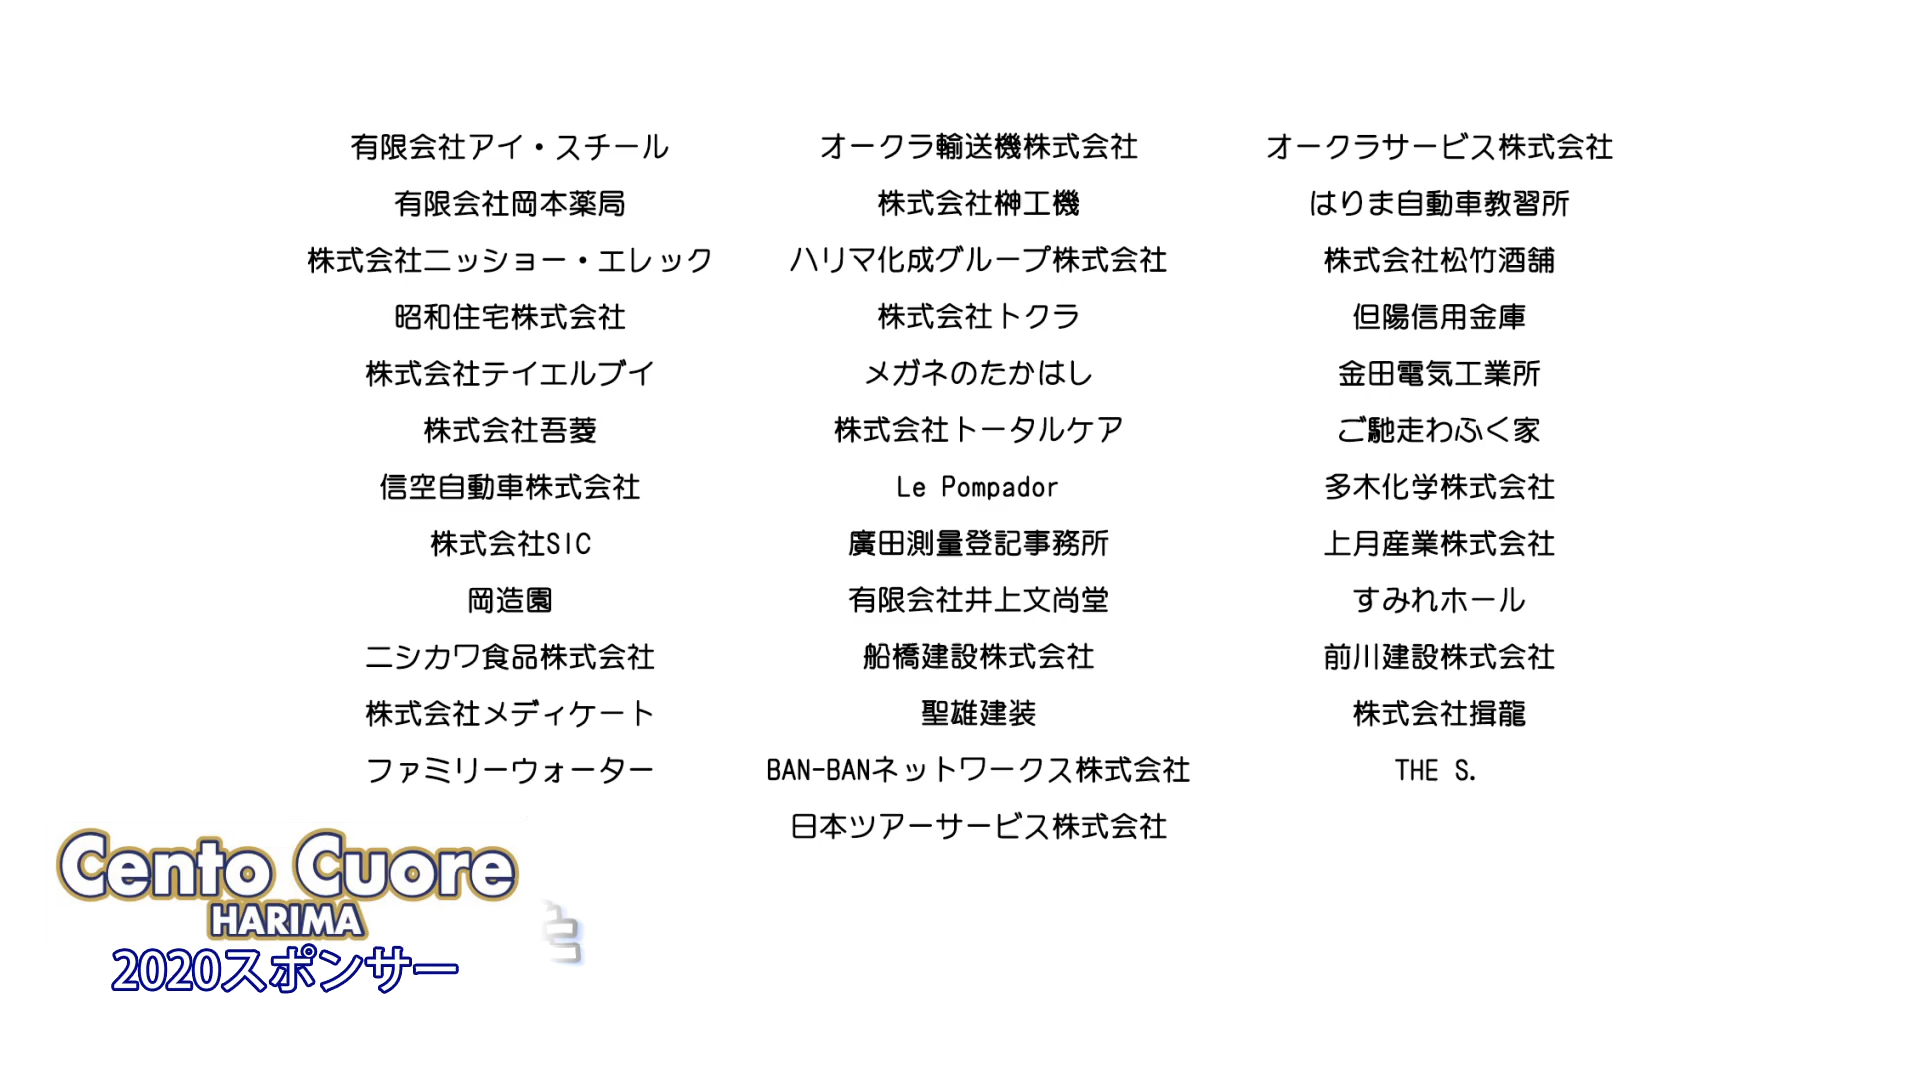 有限会社アイ・スチール
オークラ輸送機株式会社
オークラサービス株式会社
有限会社岡本薬局
株式会社榊工機
はりま自動車教習所
株式会社ニッショー・エレック
ハリマ化成グループ株式会社
株式会社松竹酒舗
昭和住宅株式会社
株式会社トクラ
但陽信用金庫
株式会社テイエルブイ
メガネのたかはし
金田電気工業所
株式会社吾菱
株式会社トータルケア
ご馳走わふく家
信空自動車株式会社
Le Pompador
多木化学株式会社
株式会社SIC
廣田測量登記事務所
上月産業株式会社
岡造園
有限会社井上文尚堂
すみれホール
ニシカワ食品株式会社
船橋建設株式会社
前川建設株式会社
株式会社メディケート
聖雄建装
株式会社揖龍
ファミリーウォーター
BAN-BANネットワークス株式会社
THE S.
日本ツアーサービス株式会社
Cento Cuore
HARIMA
2020スポンサー